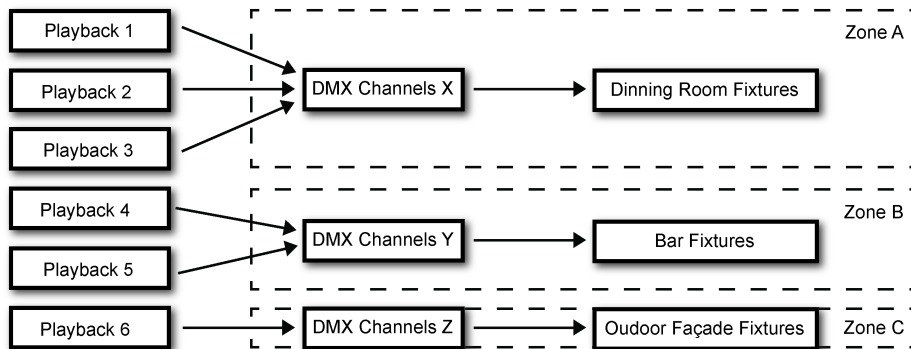 Playback 1
Zone A
Playback 2
DMX Channels X
Dinning Room Fixtures
Playback 3
Playback 4
Zone B
DMX Channels Y
Bar Fixtures
Playback 5
Playback 6
DMX Channels Z
Oudoor Façade Fixtures
Zone C